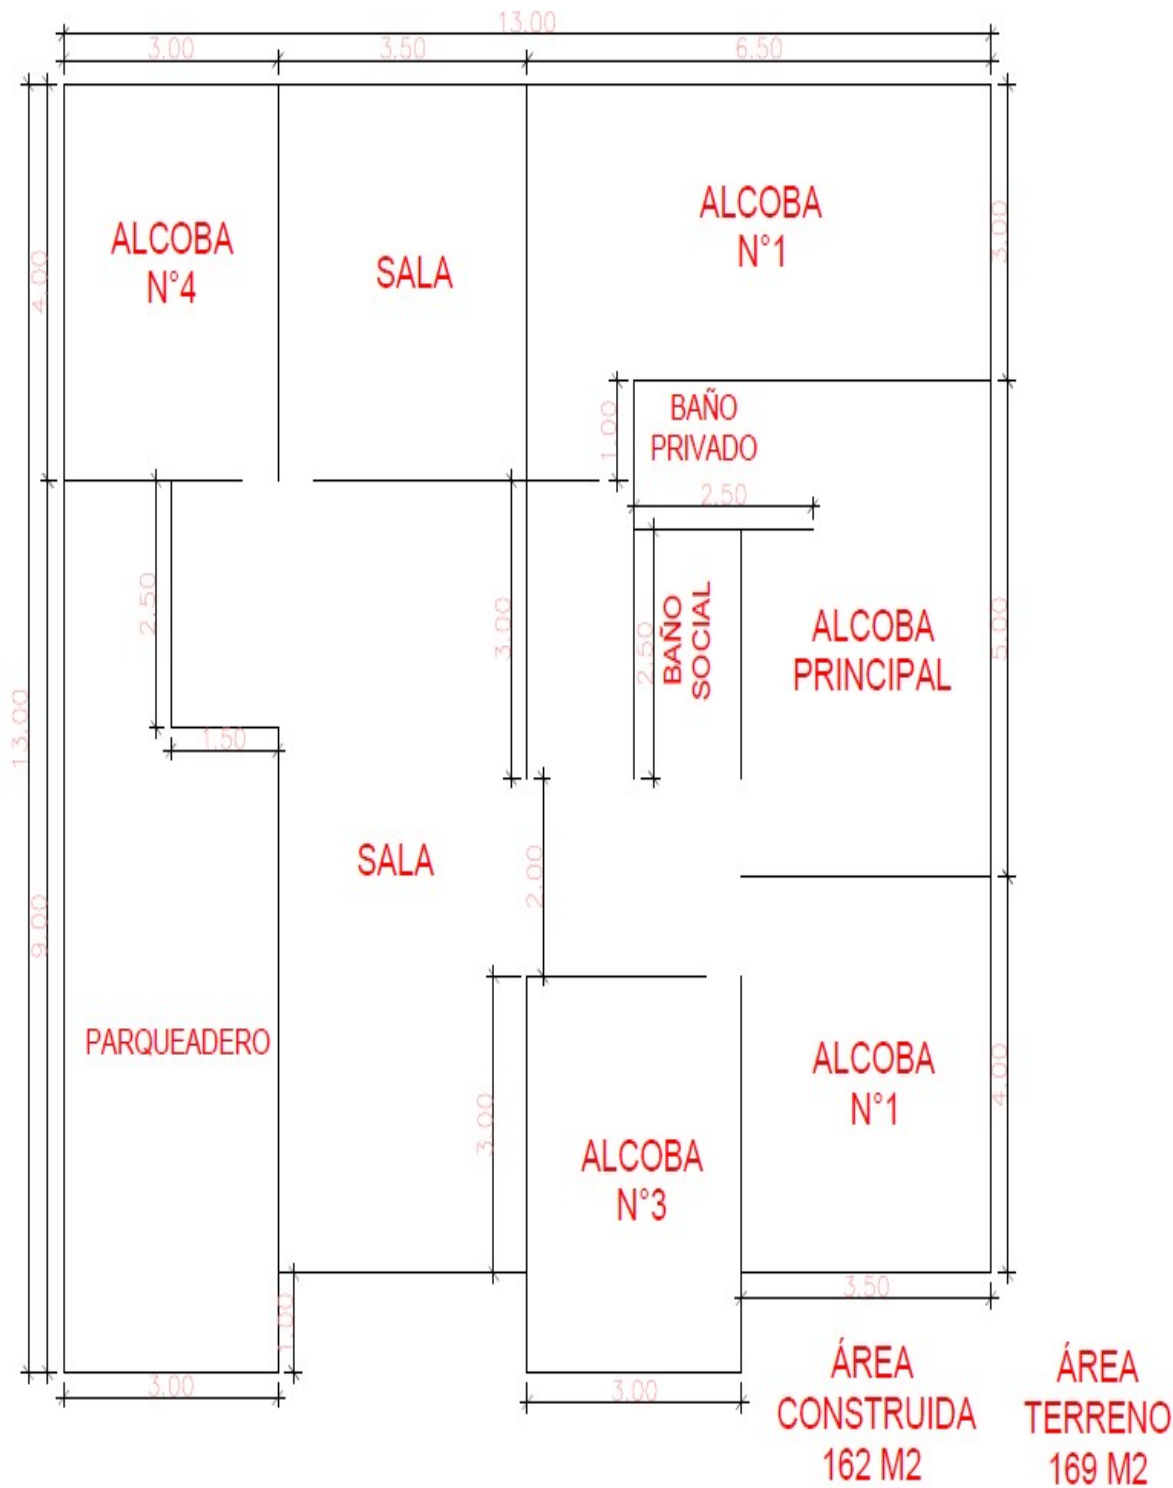 13.00
3.00
3.50
6.50
ALCOBA
N°4
SALA
ALCOBA
N°1
4.00
3.00
BAÑO
PRIVADO
1.00
2.50
2.50
3.00
2.50
BAÑO
SOCIAL
ALCOBA
PRINCIPAL
5.00
13.00
1.50
SALA
2.00
9.00
PARQUEADERO
ALCOBA
N°1
4.00
3.00
ALCOBA
N°3
1.00
3.50
3.00
3.00
ÁREA
CONSTRUIDA
162 M2
ÁREA
TERRENO
169 M2